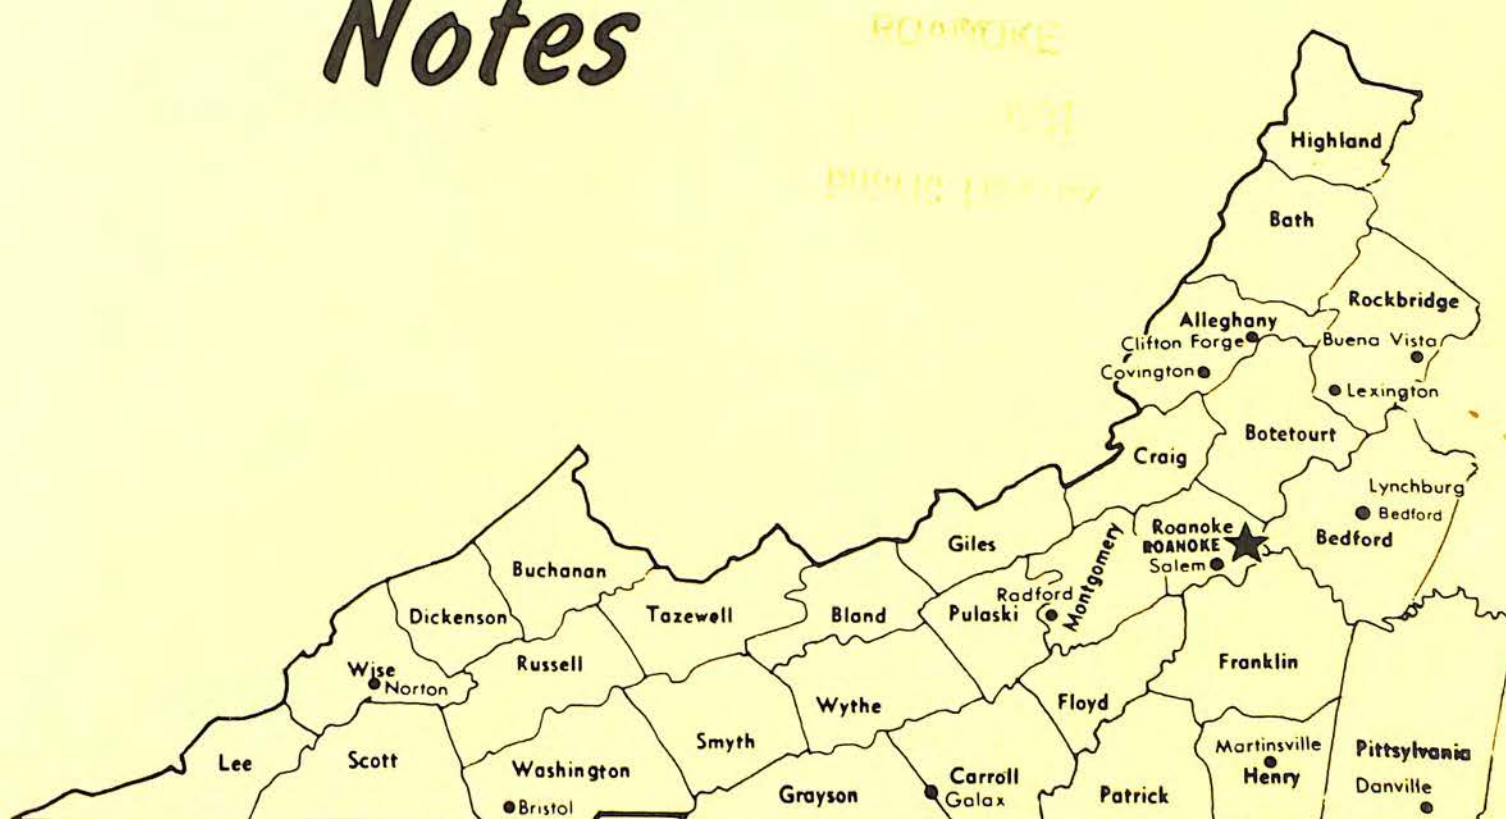 Notes
Highland
Bath
Rockbridge
Alleghany
Clifton Forge
Buena Vista
Covington
Lexington
Botetourt
Craig
Lynchburg
Bedford
Bedford
Roanoke
ROANOKE
Salem
Giles
Montgomery
Buchanan
Radford
Pulaski
Dickenson
Tazewell
Bland
Russell
Franklin
Wise
Norton
Wythe
Floyd
Smyth
Martinsville
Henry
Pittsylvania
Lee
Scott
Washington
Carroll
Galax
Danville
Bristol
Grayson
Patrick